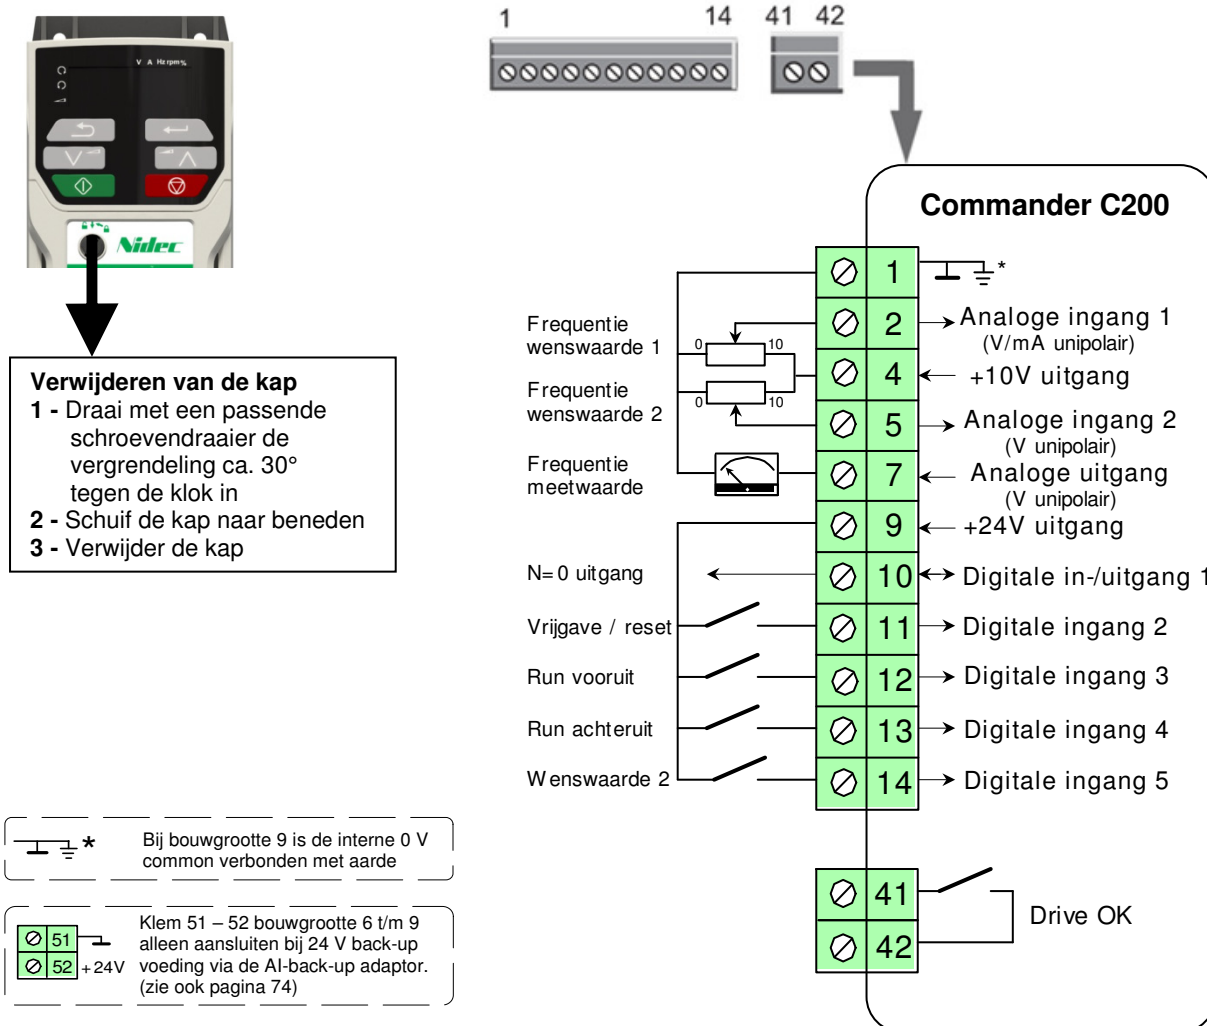 1 14 41 42
V A Hz rpm%
Nidec
Verwijderen van de kap
1 - Draai met een passende
schroevendraaier de
vergrendeling ca. 30°
tegen de klok in
2 - Schuif de kap naar beneden
3 - Verwijder de kap
Commander C200
1 *
Frequentie
wenswaarde 1
0 10
2 Analoge ingang 1
(V/mA unipolair)
4 +10V uitgang
Frequentie
wenswaarde 2
0 10
5 Analoge ingang 2
(V unipolair)
Frequentie
meetwaarde
7 Analoge uitgang
(V unipolair)
9 +24V uitgang
N=0 uitgang 10 Digitale in-/uitgang 1
Vrijgave / reset 11 Digitale ingang 2
Run vooruit 12 Digitale ingang 3
Run achteruit 13 Digitale ingang 4
Wenswaarde 2 14 Digitale ingang 5
41
42
Drive OK
* Bij bouwgrootte 9 is de interne 0 V
common verbonden met aarde
51
52 +24V
Klem 51 – 52 bouwgrootte 6 t/m 9
alleen aansluiten bij 24 V back-up
voeding via de AI-back-up adaptor.
(zie ook pagina 74)